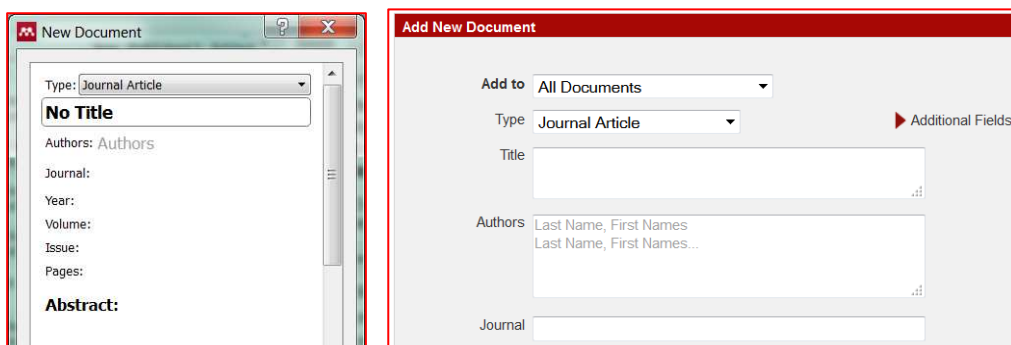 New Document
Type: Journal Article
No Title
Authors: Authors
Journal:
Year:
Volume:
Issue:
Pages:
Abstract:
Add New Document
Add to All Documents
Type Journal Article
Additional Fields
Title
Authors Last Name, First Names
Last Name, First Names...
Journal